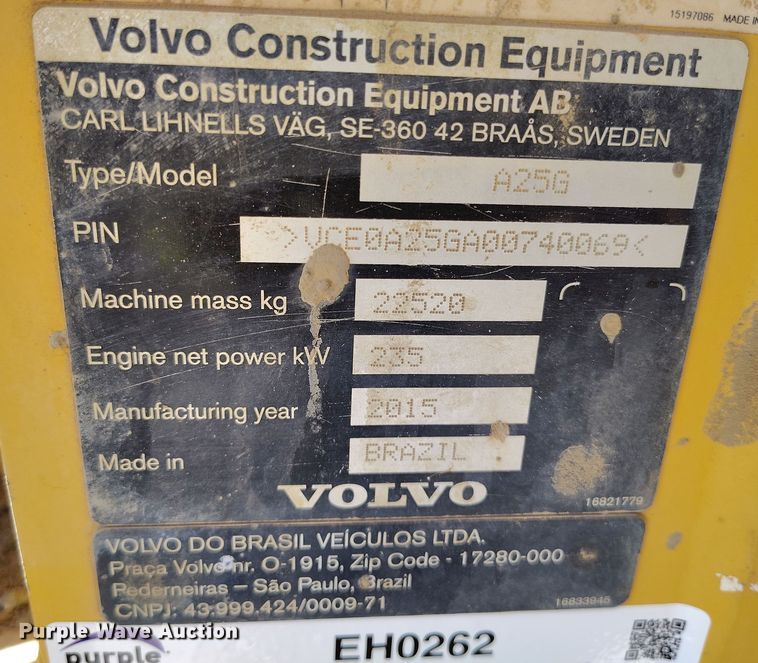 15197086 MADE IN
Volvo Construction Equipment
Volvo Construction Equipment AB
CARL LIHNELLS VÄG, SE-360 42 BRAÅS, SWEDEN
Type/Model A25G
PIN >VCE0A25GA00740069<
Machine mass kg 22520
Engine net power kW 235
Manufacturing year 2015
Made in BRAZIL
VOLVO 16821779
VOLVO DO BRASIL VEÍCULOS LTDA.
Praça Volvo nr. O-1915, Zip Code - 17280-000
Pederneiras – São Paulo, Brazil
CNPJ: 43.999.424/0009-71 16833945
Purple Wave Auction
purple EH0262